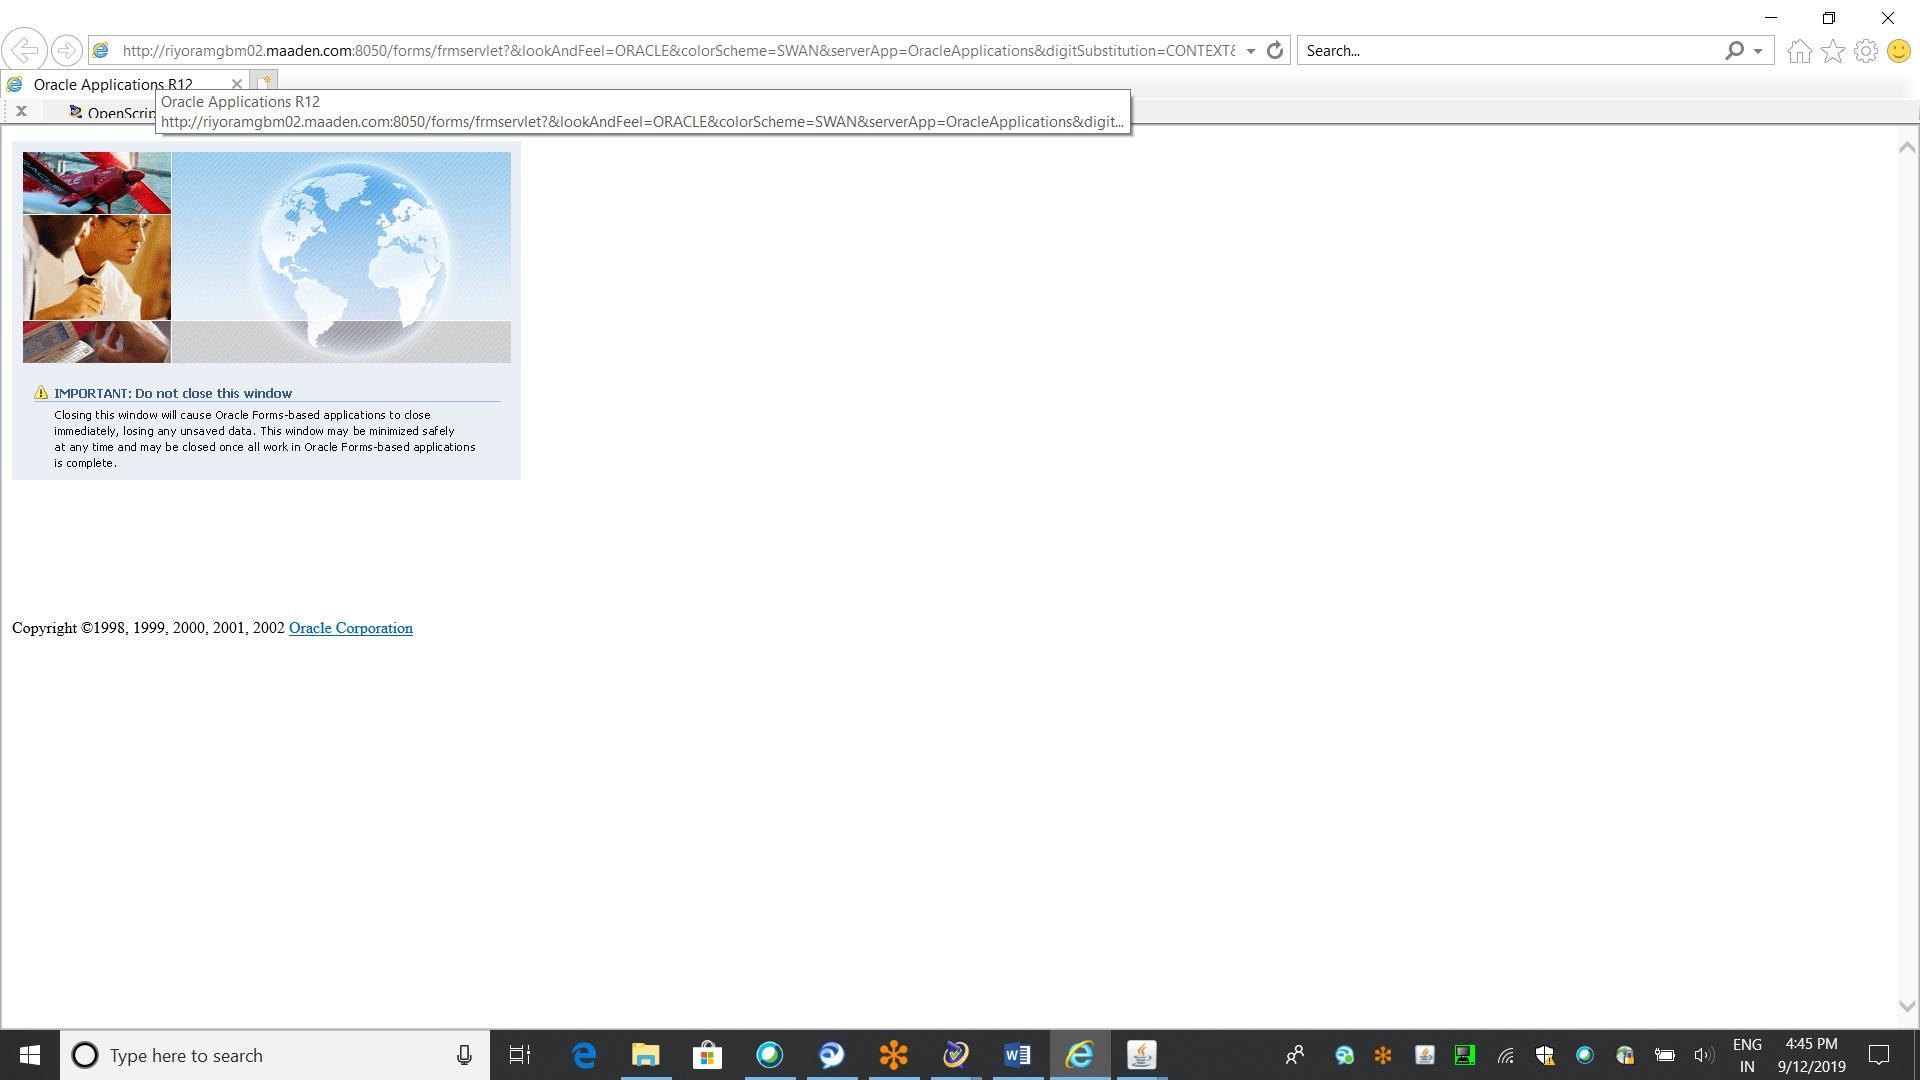 http://riyoramgbm02.maaden.com:8050/forms/frmservlet?&lookAndFeel=ORACLE&colorScheme=SWAN&serverApp=OracleApplications&digitSubstitution=CONTEXT&
Search...
Oracle Applications R12
Oracle Applications R12
http://riyoramgbm02.maaden.com:8050/forms/frmservlet?&lookAndFeel=ORACLE&colorScheme=SWAN&serverApp=OracleApplications&digit...
X OpenScrip
IMPORTANT: Do not close this window
Closing this window will cause Oracle Forms-based applications to close
immediately, losing any unsaved data. This window may be minimized safely
at any time and may be closed once all work in Oracle Forms-based applications
is complete.
Copyright ©1998, 1999, 2000, 2001, 2002 Oracle Corporation
Type here to search
ENG
IN
4:45 PM
9/12/2019